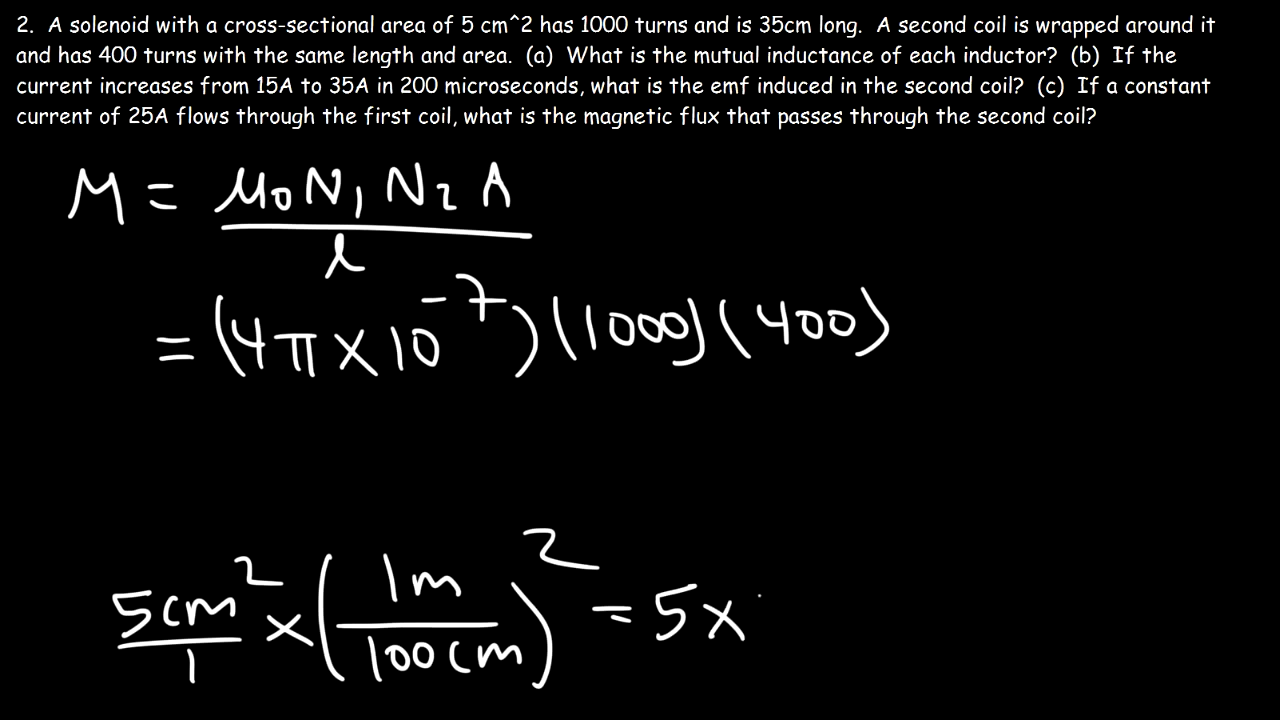 2. A solenoid with a cross-sectional area of 5 cm^2 has 1000 turns and is 35cm long. A second coil is wrapped around it
and has 400 turns with the same length and area. (a) What is the mutual inductance of each inductor? (b) If the
current increases from 15A to 35A in 200 microseconds, what is the emf induced in the second coil? (c) If a constant
current of 25A flows through the first coil, what is the magnetic flux that passes through the second coil?
M = μ₀N₁N₂A / l
= (4π×10⁻⁷)(1000)(400)
5cm²/1 × (1m/100cm)² = 5×